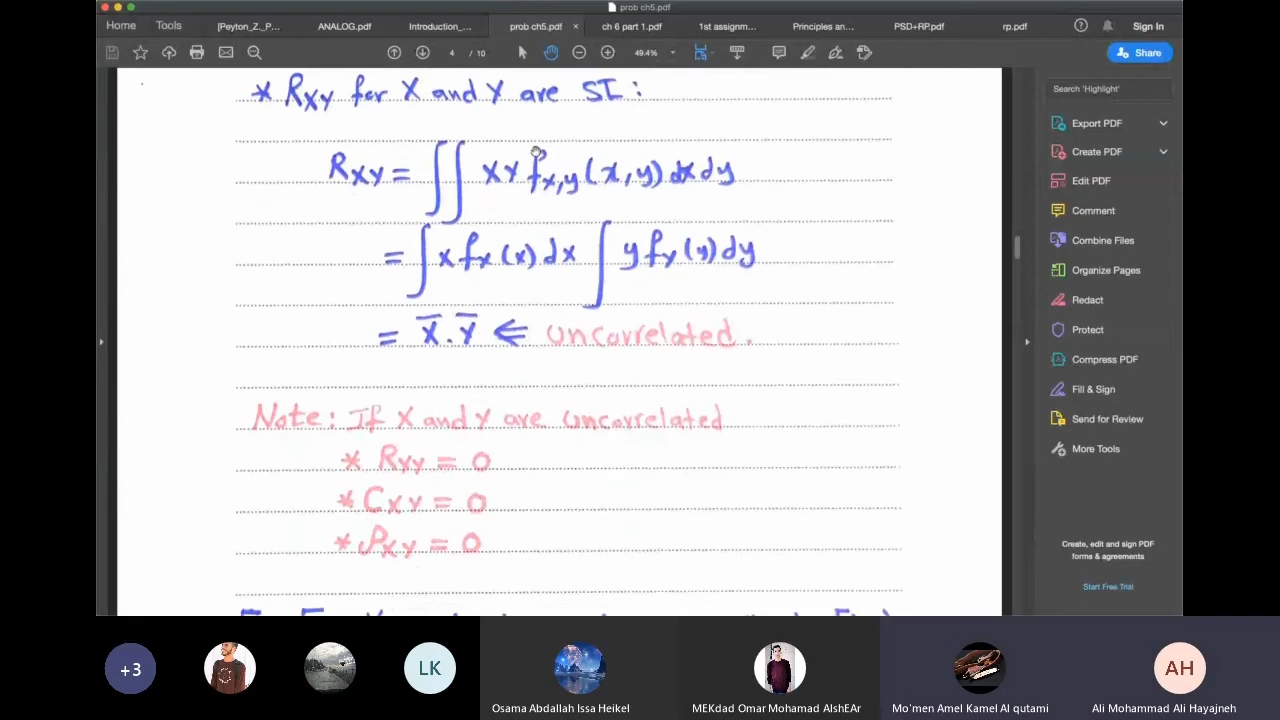 prob ch5.pdf
Home
Tools
[Peyton_Z._P...
ANALOG.pdf
Introduction_...
prob ch5.pdf ×
ch 6 part 1.pdf
1st assignm...
Principles an...
PSD+RP.pdf
rp.pdf
Sign In
4 / 10
49.4%
Share
* RXY for X and Y are SI:
RXY = ∬ XY fx,y (x,y) dx dy
= ∫ x fx (x) dx ∫ y fy (y) dy
= X̅ . Y̅ ⇐ uncorrelated.
Note: If X and Y are uncorrelated
* RXY = 0
* CXY = 0
* ρXY = 0
Search 'Highlight'
Export PDF
Create PDF
Edit PDF
Comment
Combine Files
Organize Pages
Redact
Protect
Compress PDF
Fill & Sign
Send for Review
More Tools
Create, edit and sign PDF
forms & agreements
Start Free Trial
+3
LK
AH
Osama Abdallah Issa Heikel
MEKdad Omar Mohamad AlshEAr
Mo'men Amel Kamel Al qutami
Ali Mohammad Ali Hayajneh